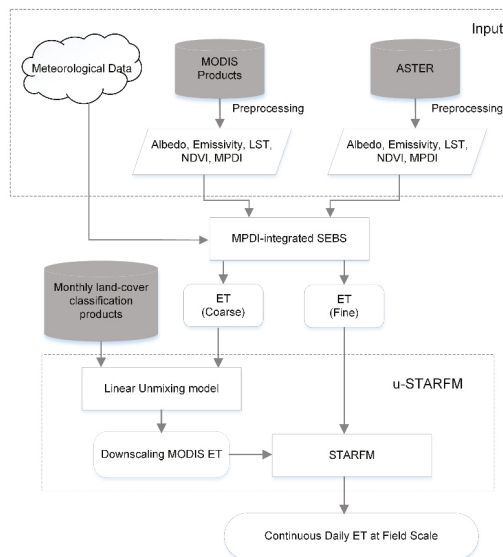 Input
Meteorological Data
MODIS
Products
ASTER
Preprocessing
Preprocessing
Albedo, Emissivity, LST,
NDVI, MPDI
Albedo, Emissivity, LST,
NDVI, MPDI
MPDI-integrated SEBS
Monthly land-cover
classification
products
ET
(Coarse)
ET
(Fine)
u-STARFM
Linear Unmixing model
Downscaling MODIS ET
STARFM
Continuous Daily ET at Field Scale